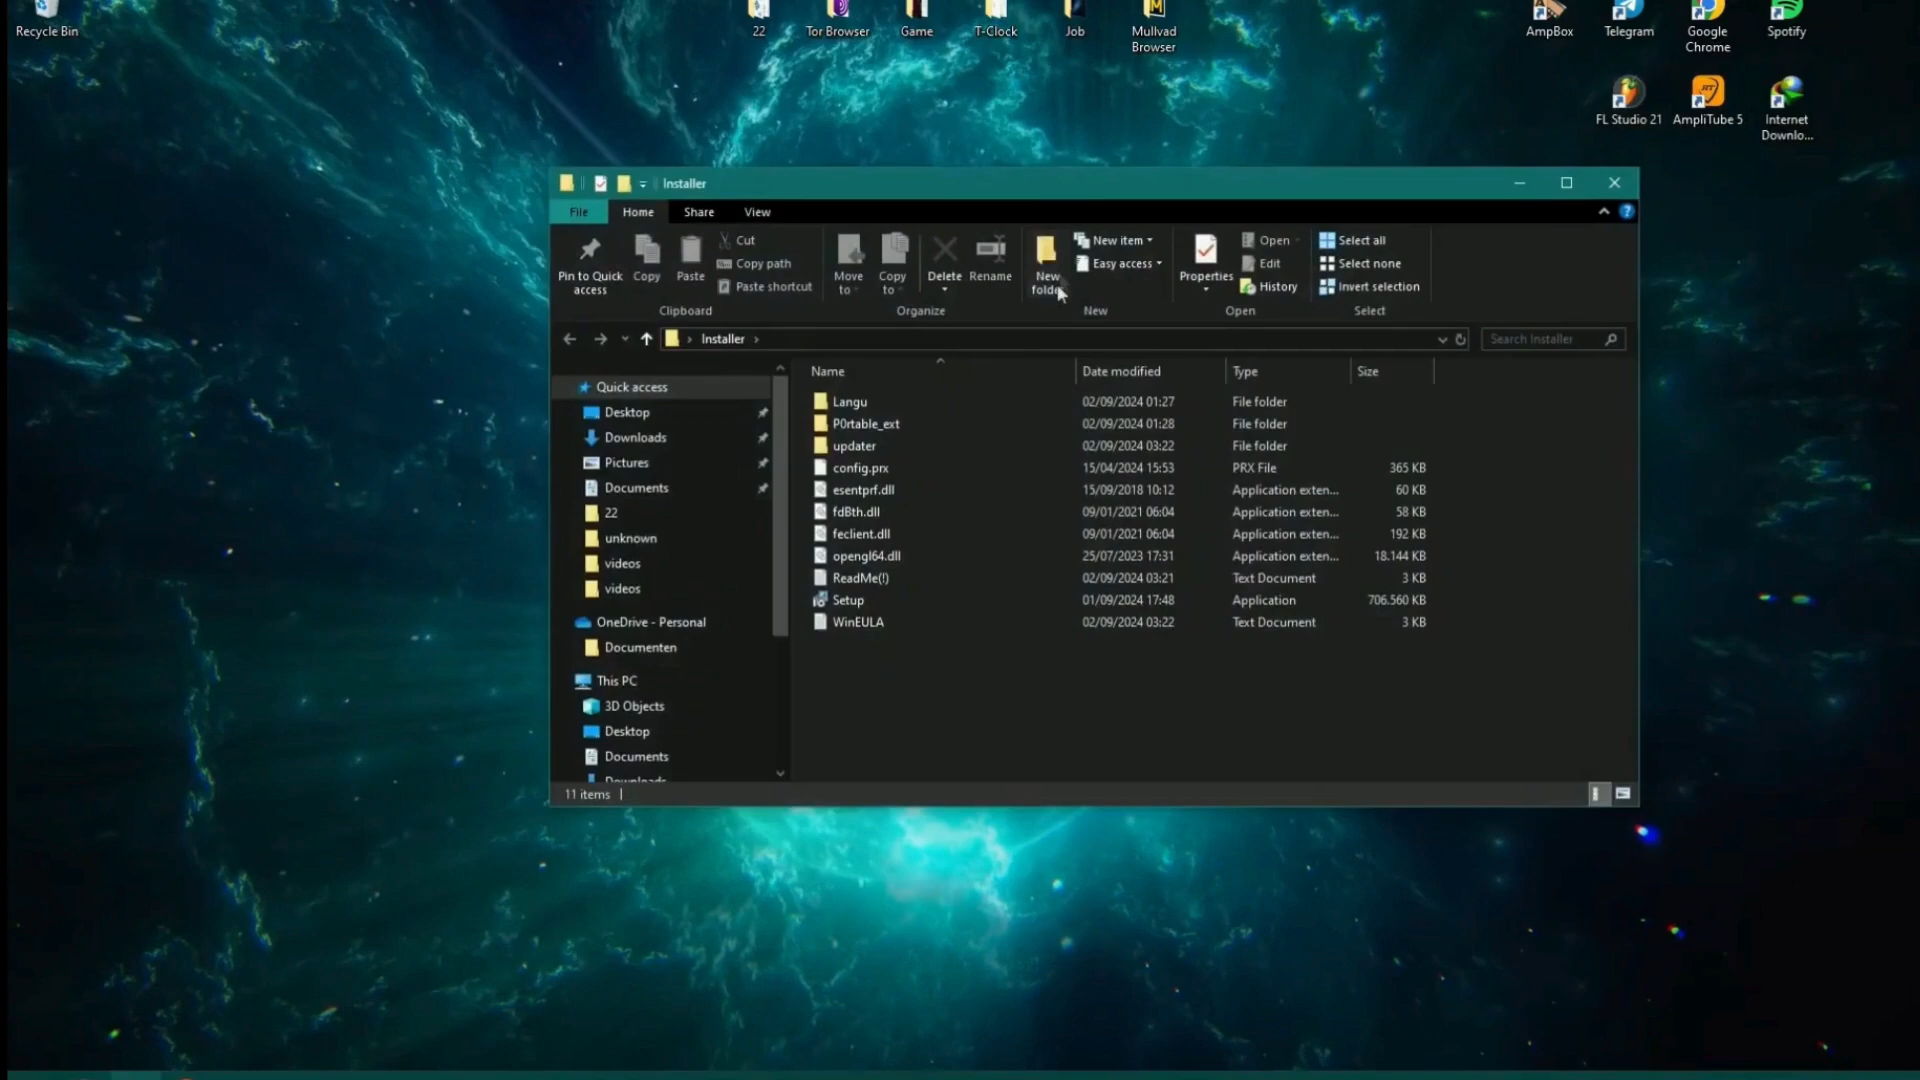 Recycle Bin
22
Tor Browser
Game
T-Clock
Job
Mullvad
Browser
AmpBox
Telegram
Google
Chrome
Spotify
FL Studio 21
AmpliTube 5
Internet
Downlo...
Installer
File
Home
Share
View
Pin to Quick
access
Copy
Paste
Cut
Copy path
Paste shortcut
Clipboard
Move
to
Copy
to
Delete
Rename
Organize
New
folder
New item
Easy access
New
Properties
Open
Edit
History
Open
Select all
Select none
Invert selection
Select
Installer
Search Installer
Quick access
Desktop
Downloads
Pictures
Documents
22
unknown
videos
videos
OneDrive - Personal
Documenten
This PC
3D Objects
Desktop
Documents
Downloads
Name Date modified Type Size
Langu 02/09/2024 01:27 File folder
P0rtable_ext 02/09/2024 01:28 File folder
updater 02/09/2024 03:22 File folder
config.prx 15/04/2024 15:53 PRX File 365 KB
esentprf.dll 15/09/2018 10:12 Application exten... 60 KB
fdBth.dll 09/01/2021 06:04 Application exten... 58 KB
feclient.dll 09/01/2021 06:04 Application exten... 192 KB
opengl64.dll 25/07/2023 17:31 Application exten... 18.144 KB
ReadMe(!) 02/09/2024 03:21 Text Document 3 KB
Setup 01/09/2024 17:48 Application 706.560 KB
WinEULA 02/09/2024 03:22 Text Document 3 KB
11 items